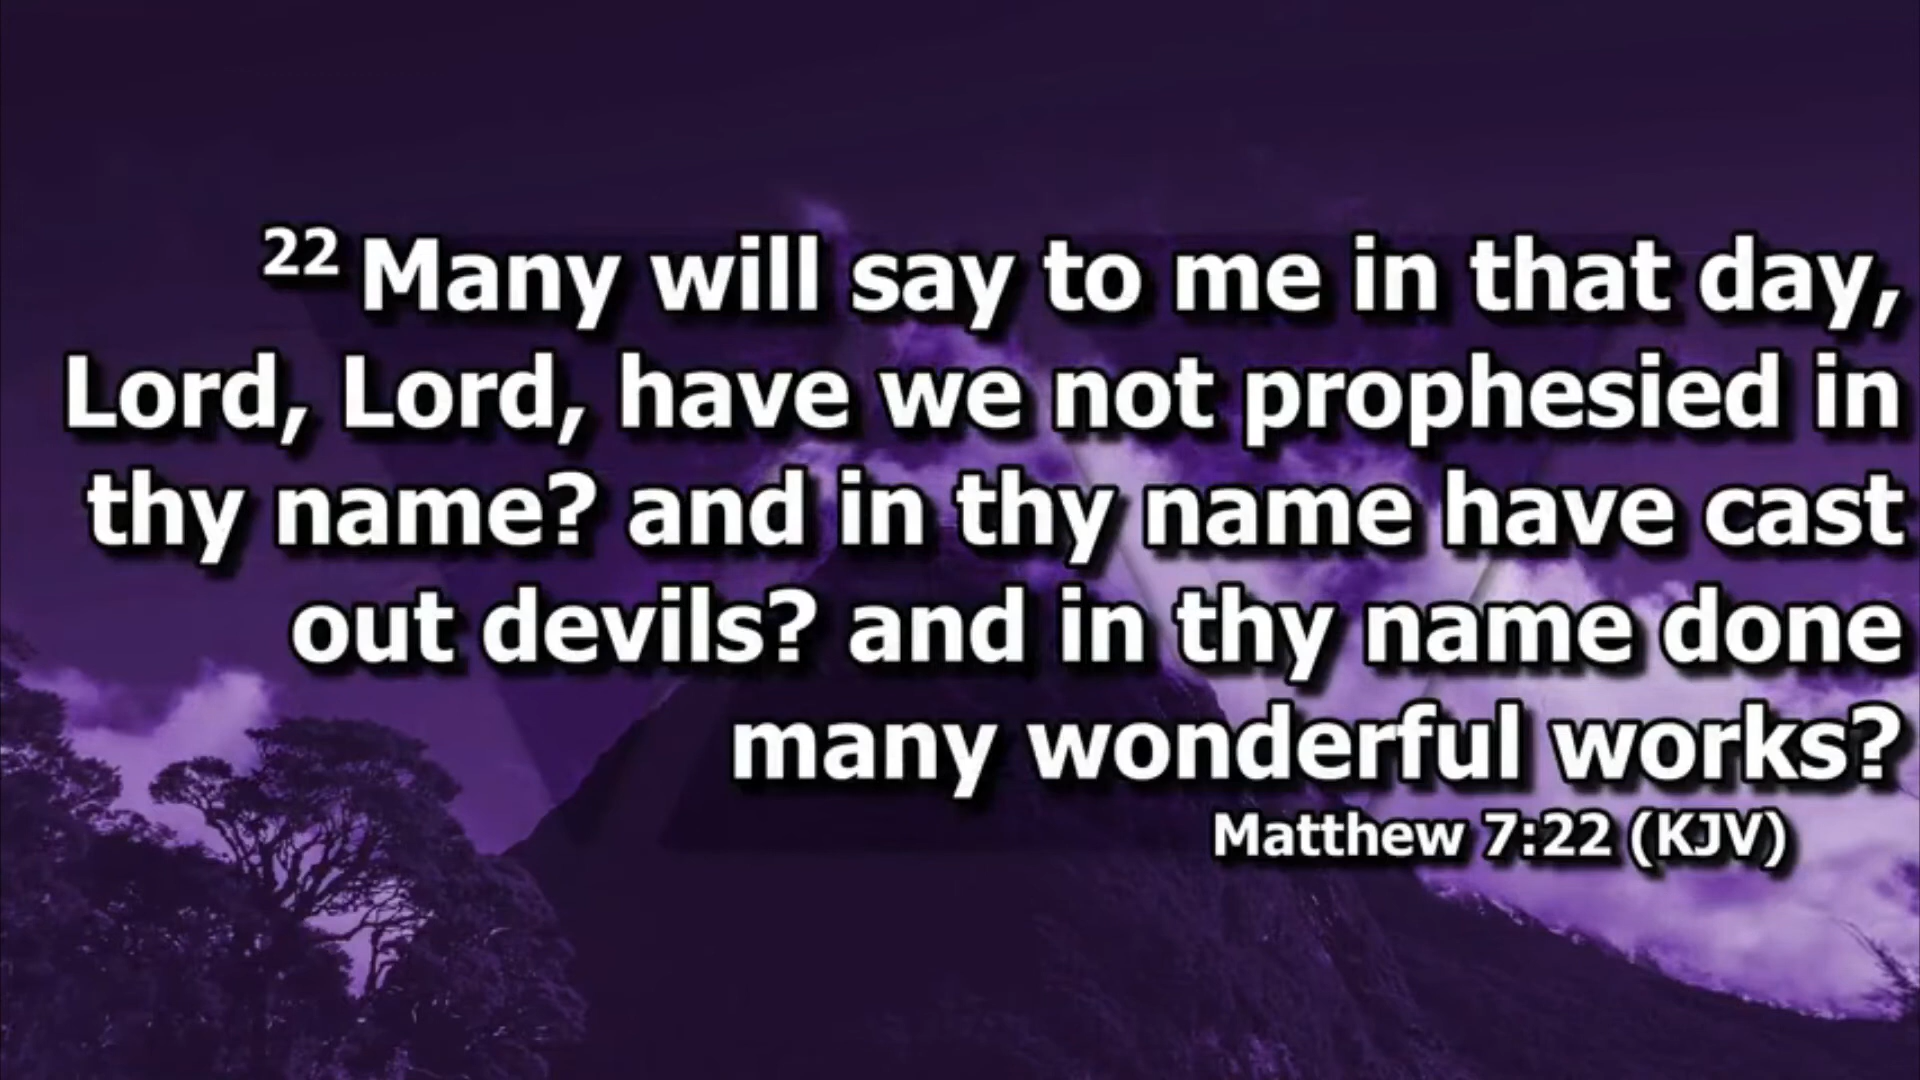 22 Many will say to me in that day,
Lord, Lord, have we not prophesied in
thy name? and in thy name have cast
out devils? and in thy name done
many wonderful works?
Matthew 7:22 (KJV)